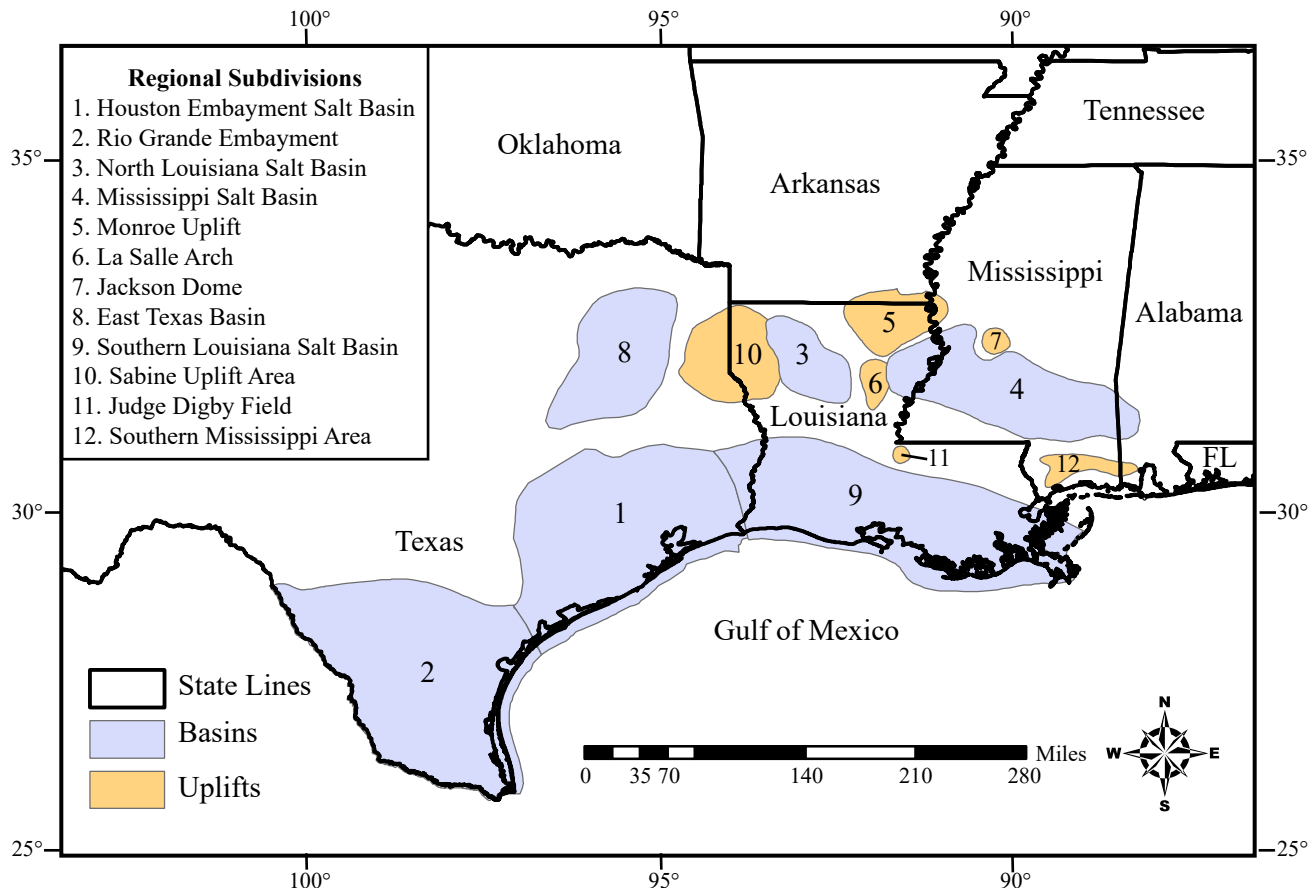 100°
95°
90°
Regional Subdivisions
1. Houston Embayment Salt Basin
2. Rio Grande Embayment
3. North Louisiana Salt Basin
4. Mississippi Salt Basin
5. Monroe Uplift
6. La Salle Arch
7. Jackson Dome
8. East Texas Basin
9. Southern Louisiana Salt Basin
10. Sabine Uplift Area
11. Judge Digby Field
12. Southern Mississippi Area
Tennessee
Oklahoma
35°
35°
Arkansas
Mississippi
Alabama
5
7
8
10
3
6
4
Louisiana
11
12
FL
9
1
30°
30°
Texas
Gulf of Mexico
2
State Lines
Basins
Uplifts
Miles
0 35 70 140 210 280
N
W
E
S
25°
25°
100°
95°
90°